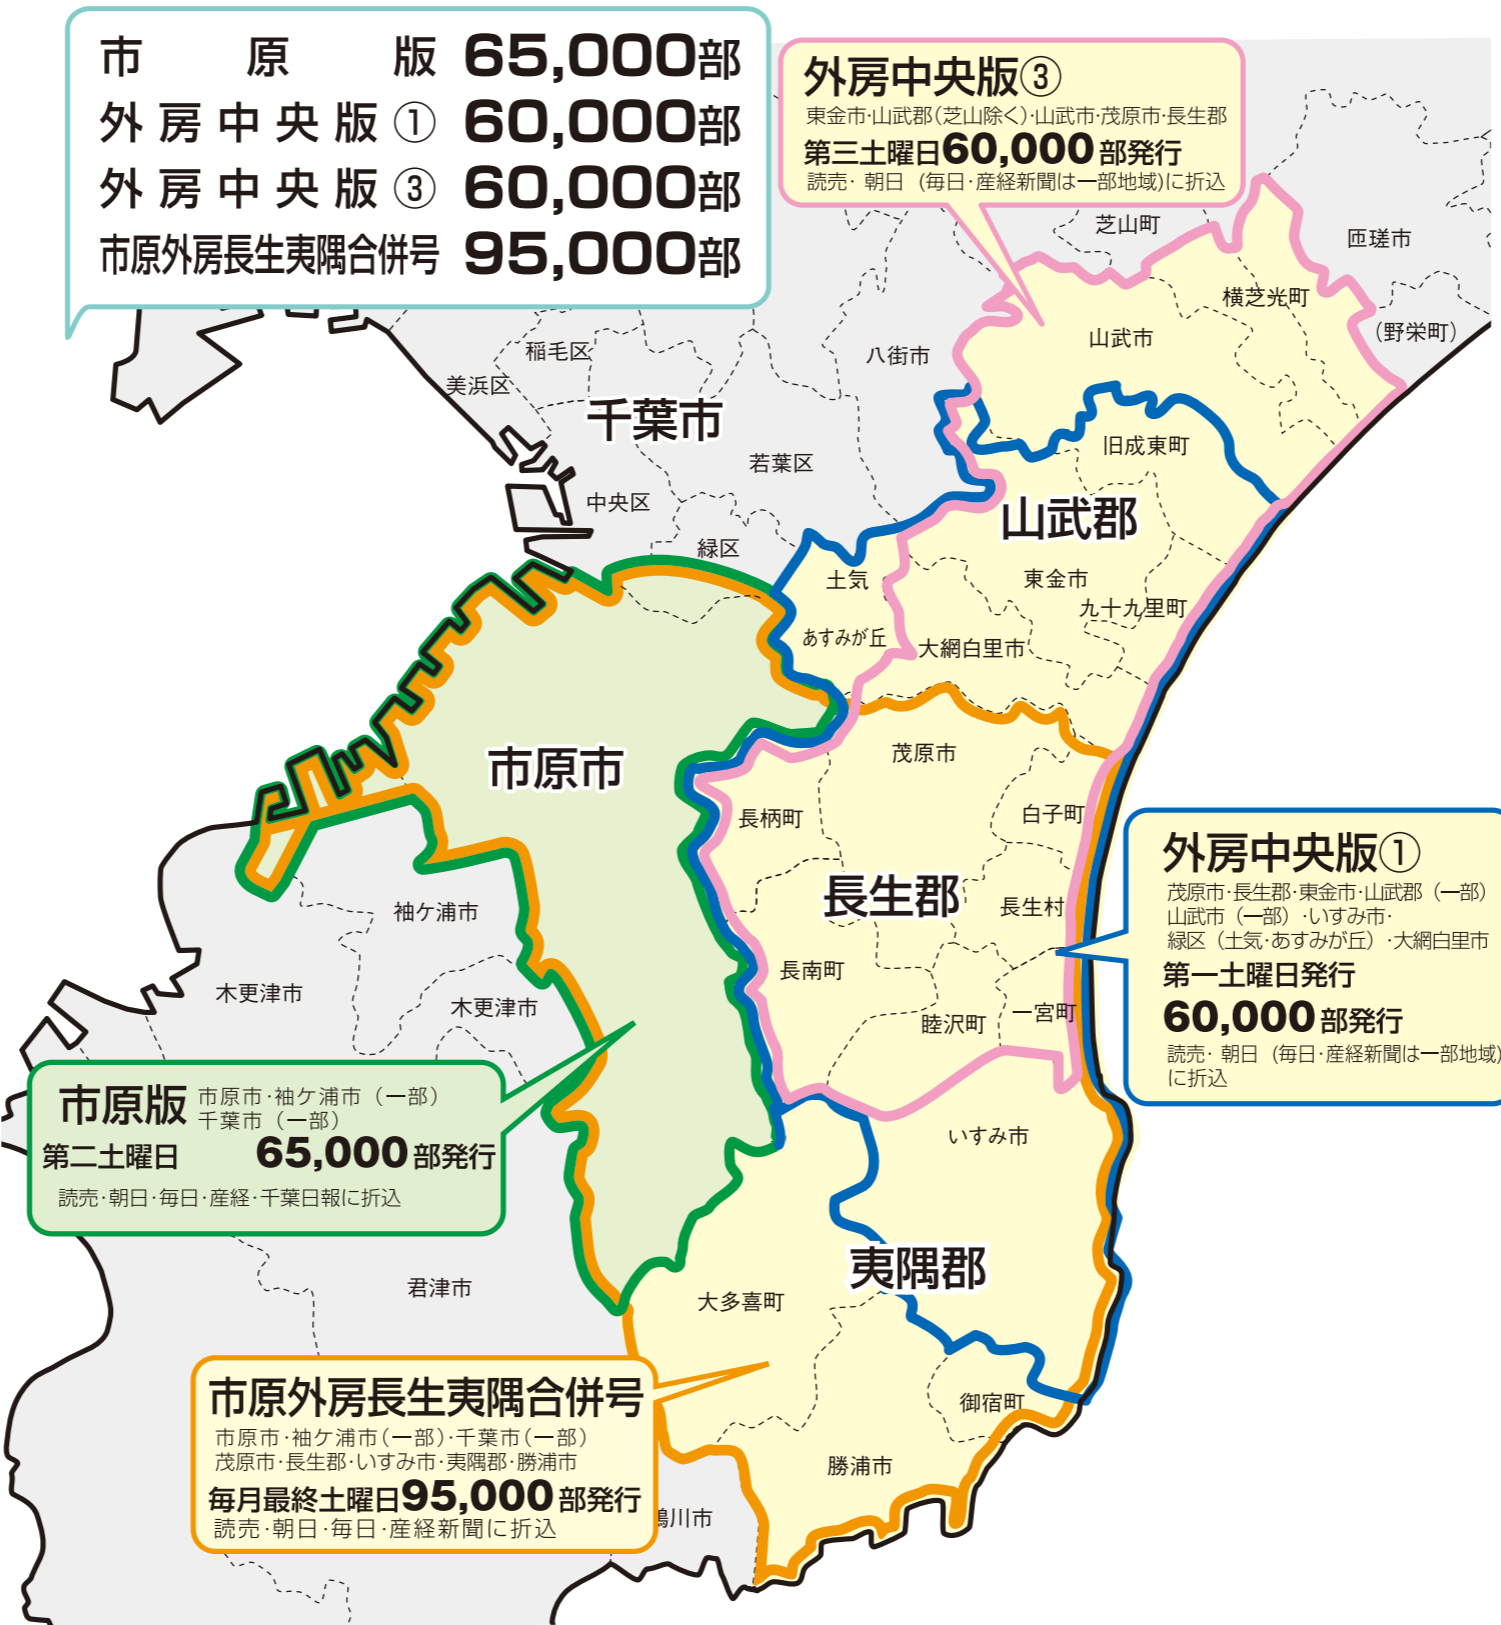 市原版 65,000部
外房中央版① 60,000部
外房中央版③ 60,000部
市原外房長生夷隅合併号 95,000部
外房中央版③
東金市·山武郡(芝山除く)·山武市·茂原市·長生郡
第三土曜日60,000部発行
読売·朝日 (毎日·産経新聞は一部地域)に折込
芝山町
匝瑳市
横芝光町
(野栄町)
山武市
稲毛区
八街市
美浜区
千葉市
旧成東町
若葉区
中央区
山武郡
緑区
土気
東金市
九十九里町
あすみが丘
大網白里市
市原市
茂原市
長柄町
白子町
長生郡
長生村
袖ケ浦市
長南町
木更津市
木更津市
睦沢町
一宮町
外房中央版①
茂原市·長生郡·東金市·山武郡(一部)
山武市(一部)·いすみ市·
緑区(土気·あすみが丘)·大網白里市
第一土曜日発行
60,000部発行
読売·朝日 (毎日·産経新聞は一部地域)
に折込
市原版 市原市·袖ケ浦市(一部)
千葉市(一部)
第二土曜日 65,000部発行
読売·朝日·毎日·産経·千葉日報に折込
いすみ市
夷隅郡
君津市
大多喜町
御宿町
勝浦市
市原外房長生夷隅合併号
市原市·袖ケ浦市(一部)·千葉市(一部)
茂原市·長生郡·いすみ市·夷隅郡·勝浦市
毎月最終土曜日95,000部発行
読売·朝日·毎日·産経新聞に折込
鴨川市